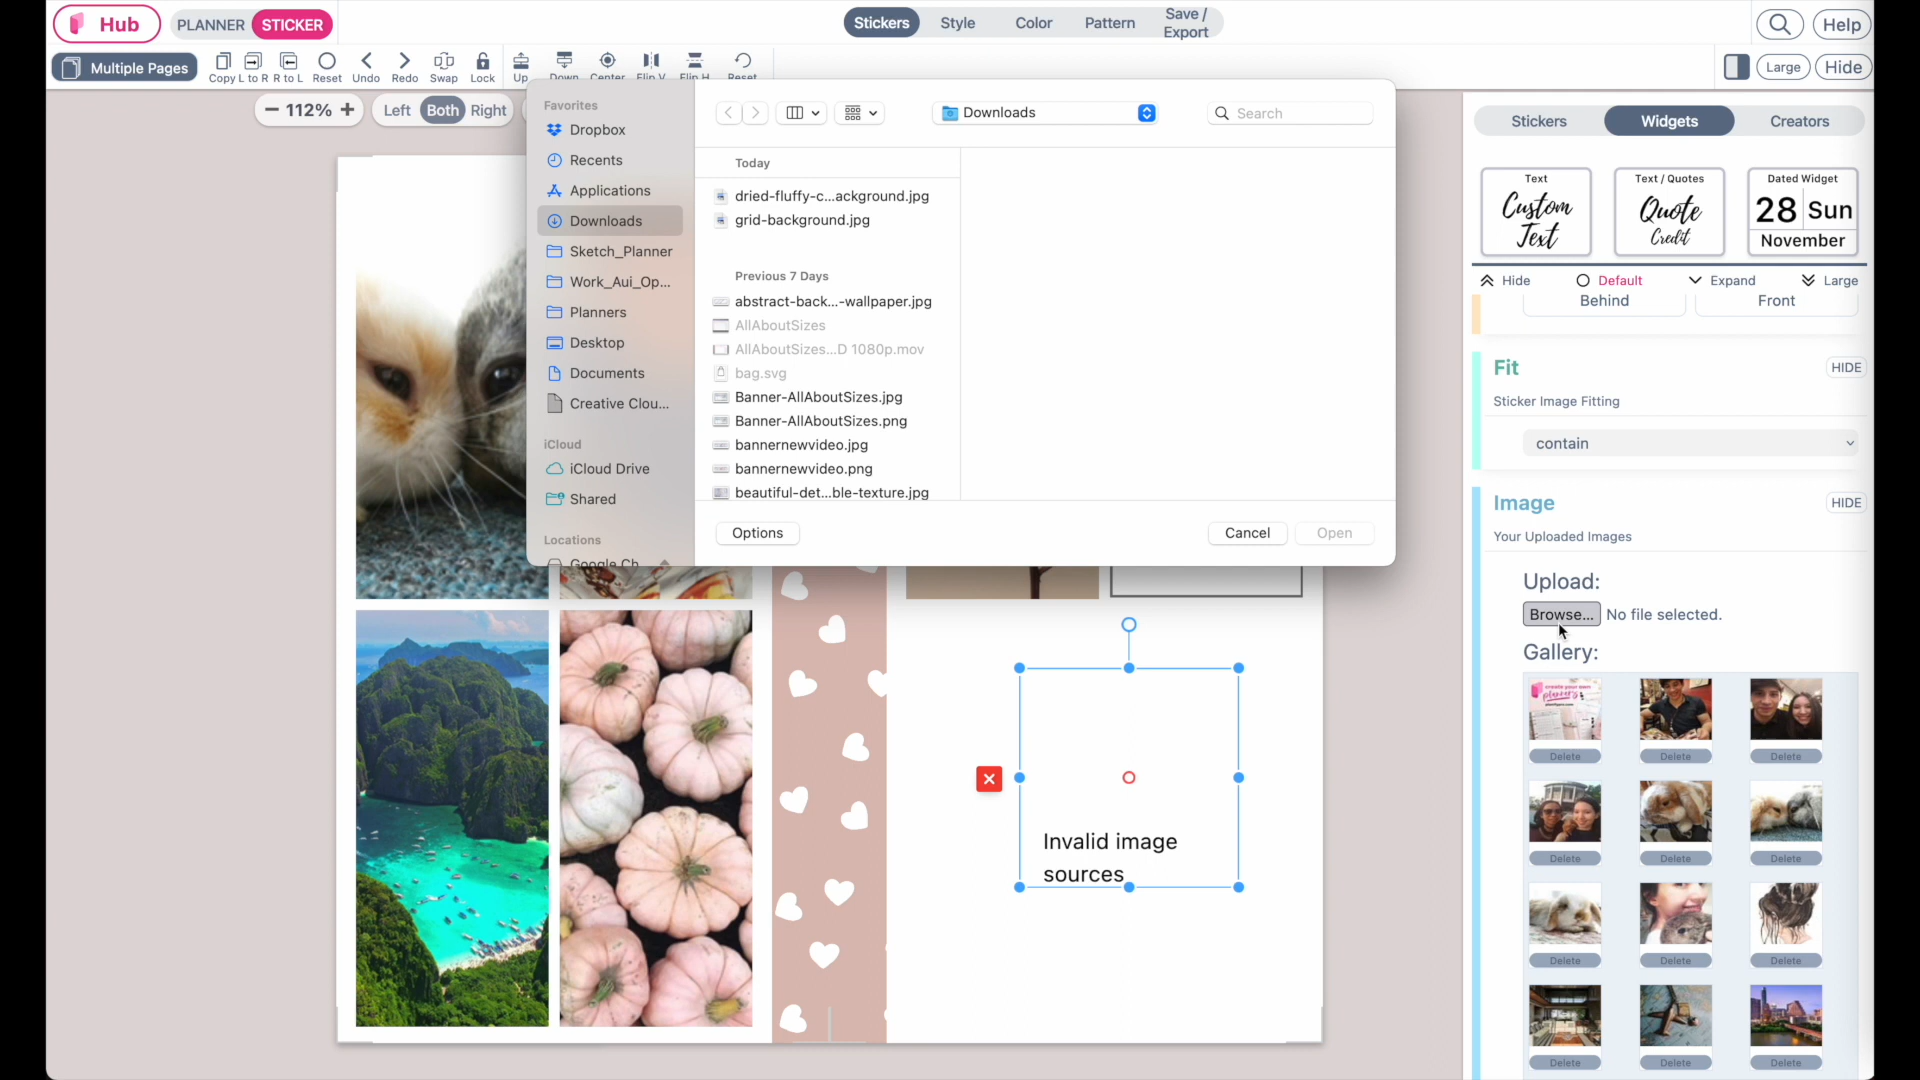 Hub
PLANNER
STICKER
Stickers
Style
Color
Pattern
Save /
Export
Help
Multiple Pages
Copy
L to R
R to L
Reset
Undo
Redo
Swap
Lock
Up
Down
Center
Flip V
Flip H
Reset
Large
Hide
112%
Left
Both
Right
Favorites
Dropbox
Recents
Applications
Downloads
Sketch_Planner
Work_Aui_Op...
Planners
Desktop
Documents
Creative Clou...
iCloud
iCloud Drive
Shared
Locations
Google Ch
Downloads
Search
Today
dried-fluffy-c...ackground.jpg
grid-background.jpg
Previous 7 Days
abstract-back...-wallpaper.jpg
AllAboutSizes
AllAboutSizes...D 1080p.mov
bag.svg
Banner-AllAboutSizes.jpg
Banner-AllAboutSizes.png
bannernewvideo.jpg
bannernewvideo.png
beautiful-det...ble-texture.jpg
Options
Cancel
Open
Invalid image
sources
Stickers
Widgets
Creators
Text
Custom
Text
Text / Quotes
Quote
Credit
Dated Widget
28 Sun
November
Hide
Default
Expand
Large
Behind
Front
Fit
HIDE
Sticker Image Fitting
contain
Image
HIDE
Your Uploaded Images
Upload:
Browse...
No file selected.
Gallery:
create your own
planners
Delete
Delete
Delete
Delete
Delete
Delete
Delete
Delete
Delete
Delete
Delete
Delete